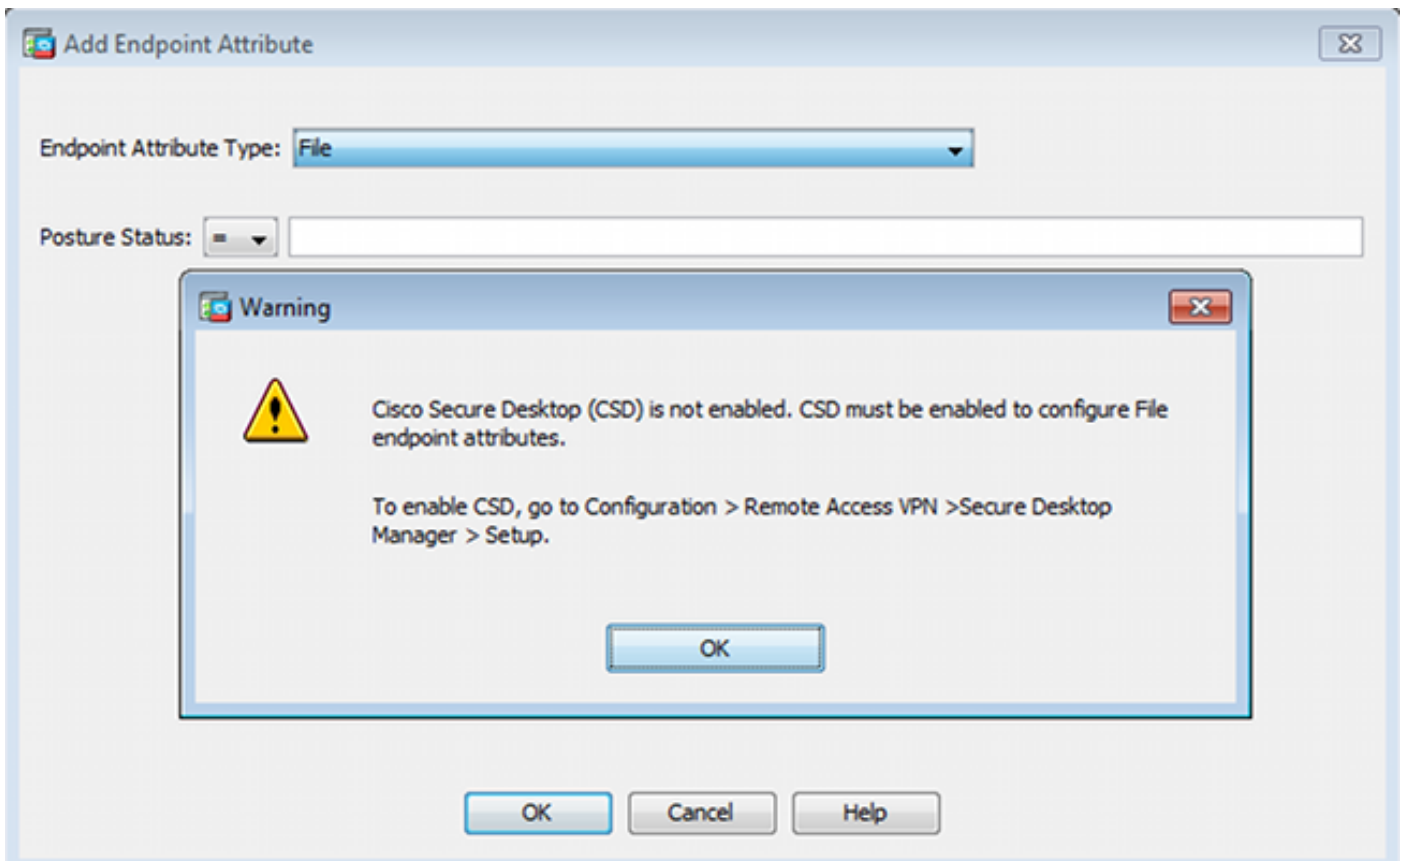 Add Endpoint Attribute
Endpoint Attribute Type: File
Posture Status: =
Warning
Cisco Secure Desktop (CSD) is not enabled. CSD must be enabled to configure File
endpoint attributes.
To enable CSD, go to Configuration > Remote Access VPN >Secure Desktop
Manager > Setup.
OK
OK Cancel Help